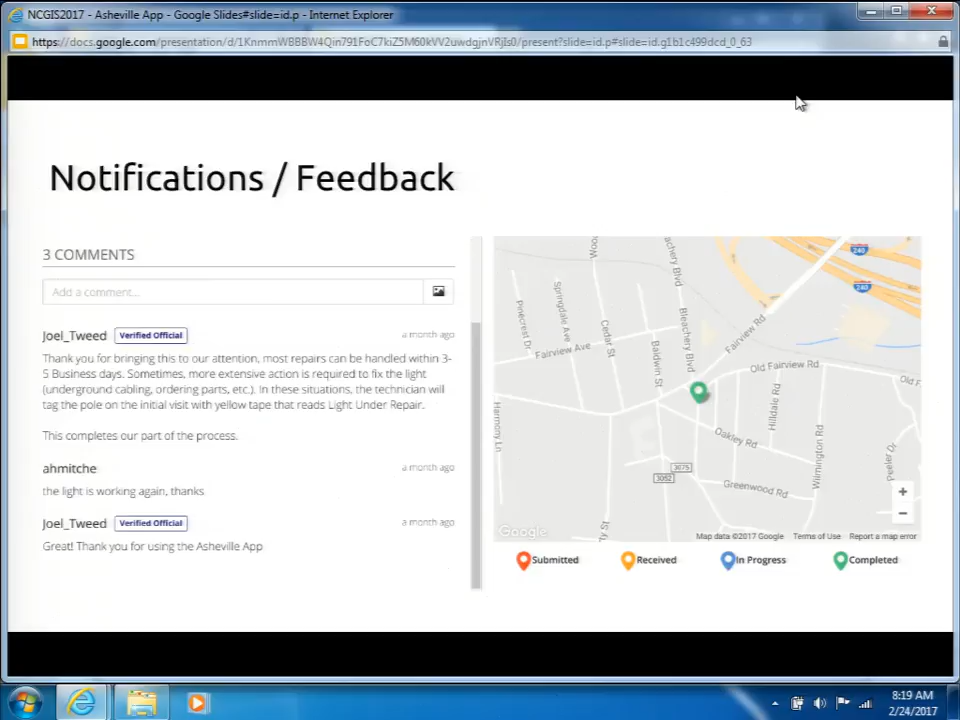 NCGIS2017 - Asheville App - Google Slides#slide=id.p - Internet Explorer
https://docs.google.com/presentation/d/1KnmmWBBBW4Qin791FoC7kiZ5M60kVV2uwdgjnVRjIs0/present?slide=id.p#slide=id.g1b1c499dcd_0_63
Notifications / Feedback
3 COMMENTS
Add a comment...
Joel_Tweed Verified Official a month ago
Thank you for bringing this to our attention, most repairs can be handled within 3-
5 Business days. Sometimes, more extensive action is required to fix the light
(underground cabling, ordering parts, etc.). In these situations, the technician will
tag the pole on the initial visit with yellow tape that reads Light Under Repair.
This completes our part of the process.
ahmitche a month ago
the light is working again, thanks
Joel_Tweed Verified Official a month ago
Great! Thank you for using the Asheville App
Bleachery Blvd
240
240
Pinecrest Dr
Springdale Ave
Cedar St
Baldwin St
Bleachery Blvd
Fairview Rd
Fairview Ave
Old Fairview Rd
Harmony Ln
Hilldale Rd
Oakley Rd
Wilmington Rd
Peeler Dr
3075
3062
Greenwood Rd
+
−
Google
Map data ©2017 Google Terms of Use Report a map error
Submitted Received In Progress Completed
8:19 AM
2/24/2017